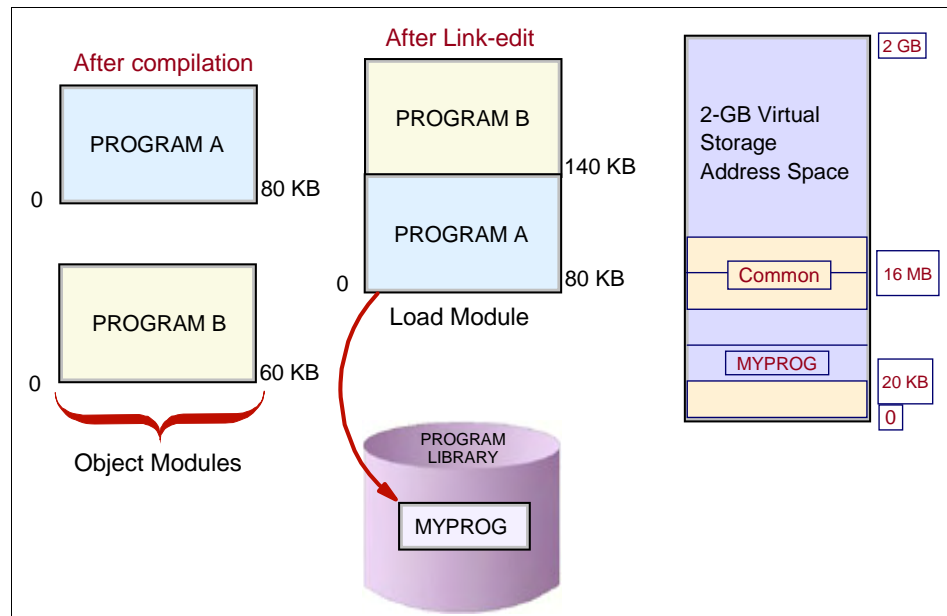 After compilation
PROGRAM A
0
80 KB
PROGRAM B
0
60 KB
Object Modules
After Link-edit
PROGRAM B
140 KB
PROGRAM A
0
80 KB
Load Module
PROGRAM
LIBRARY
MYPROG
2 GB
2-GB Virtual
Storage
Address Space
Common
16 MB
MYPROG
20 KB
0